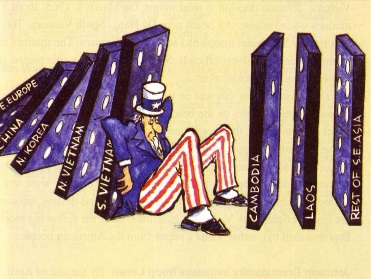 E. EUROPE
CHINA
N. KOREA
N. VIETNAM
S. VIETNAM
CAMBODIA
LAOS
REST OF S.E. ASIA